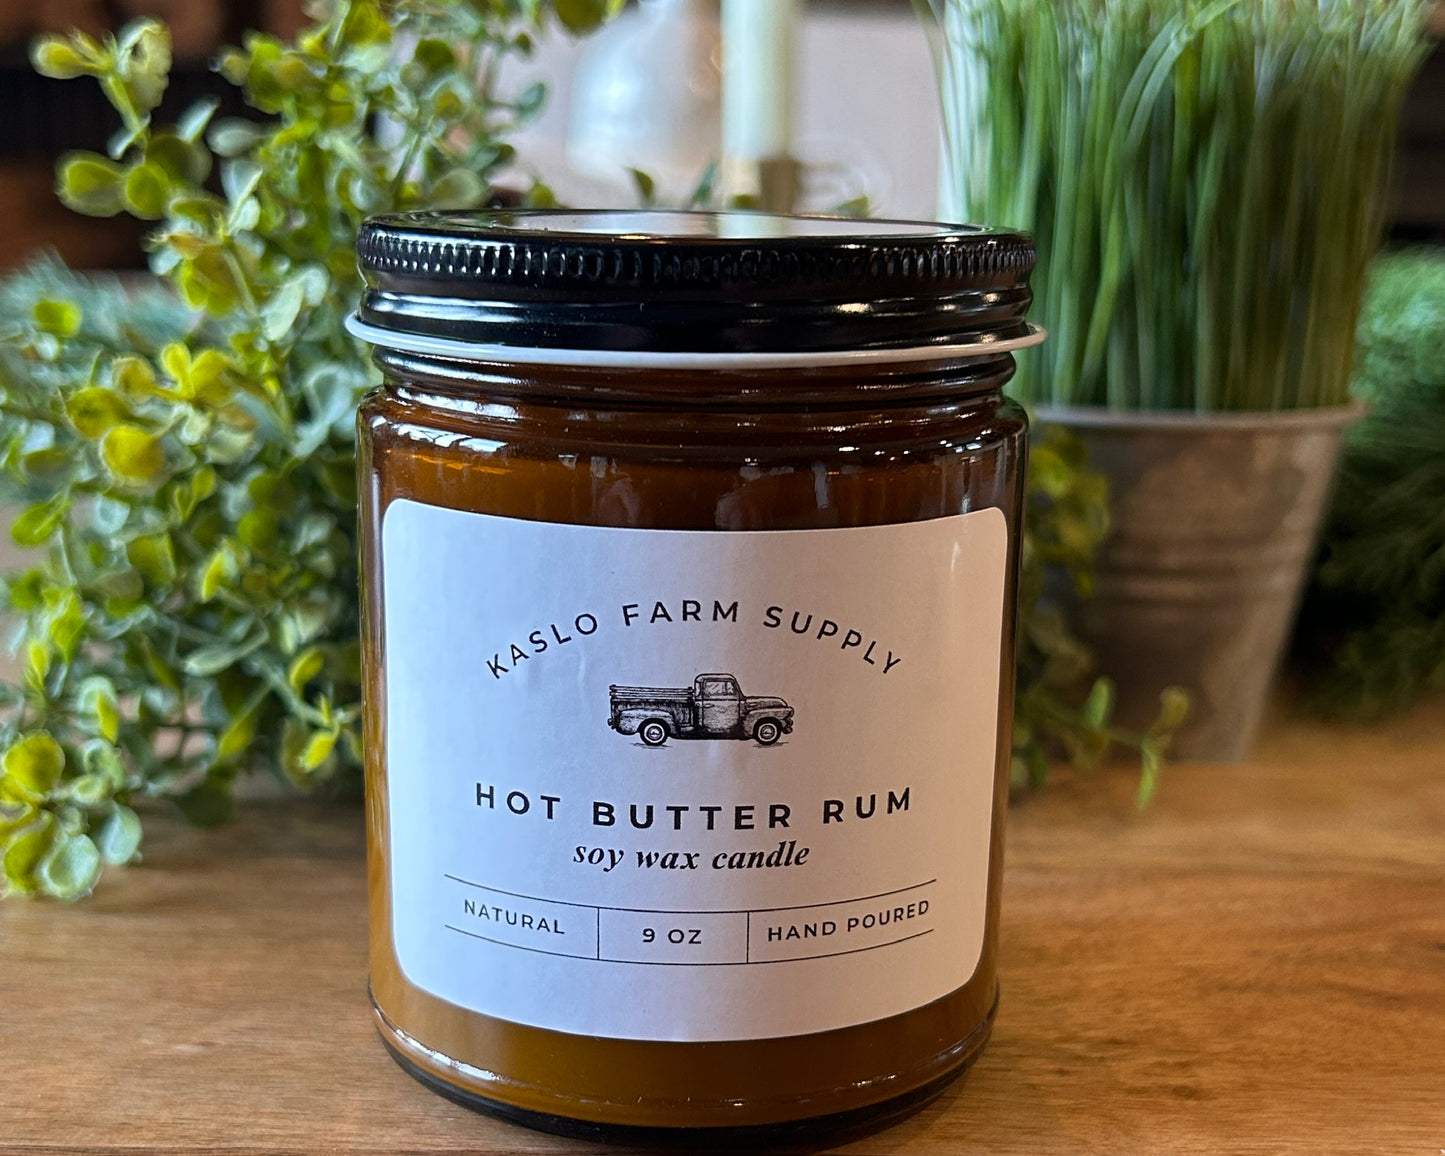 KASLO FARM SUPPLY
HOT BUTTER RUM
soy wax candle
NATURAL 9 OZ HAND POURED